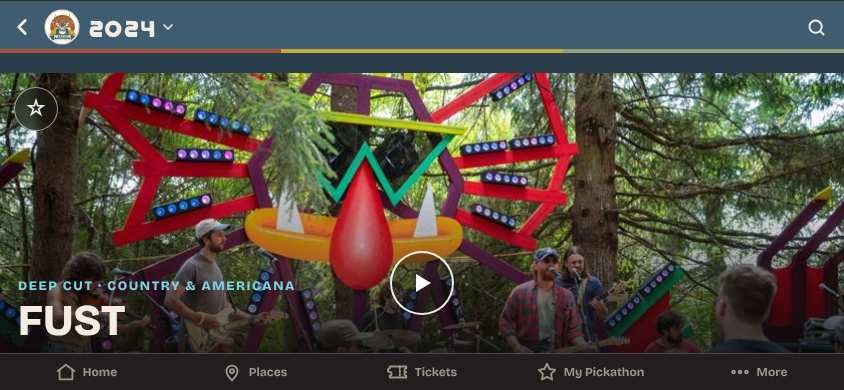 2024
DEEP CUT · COUNTRY & AMERICANA
FUST
Home
Places
Tickets
My Pickathon
More